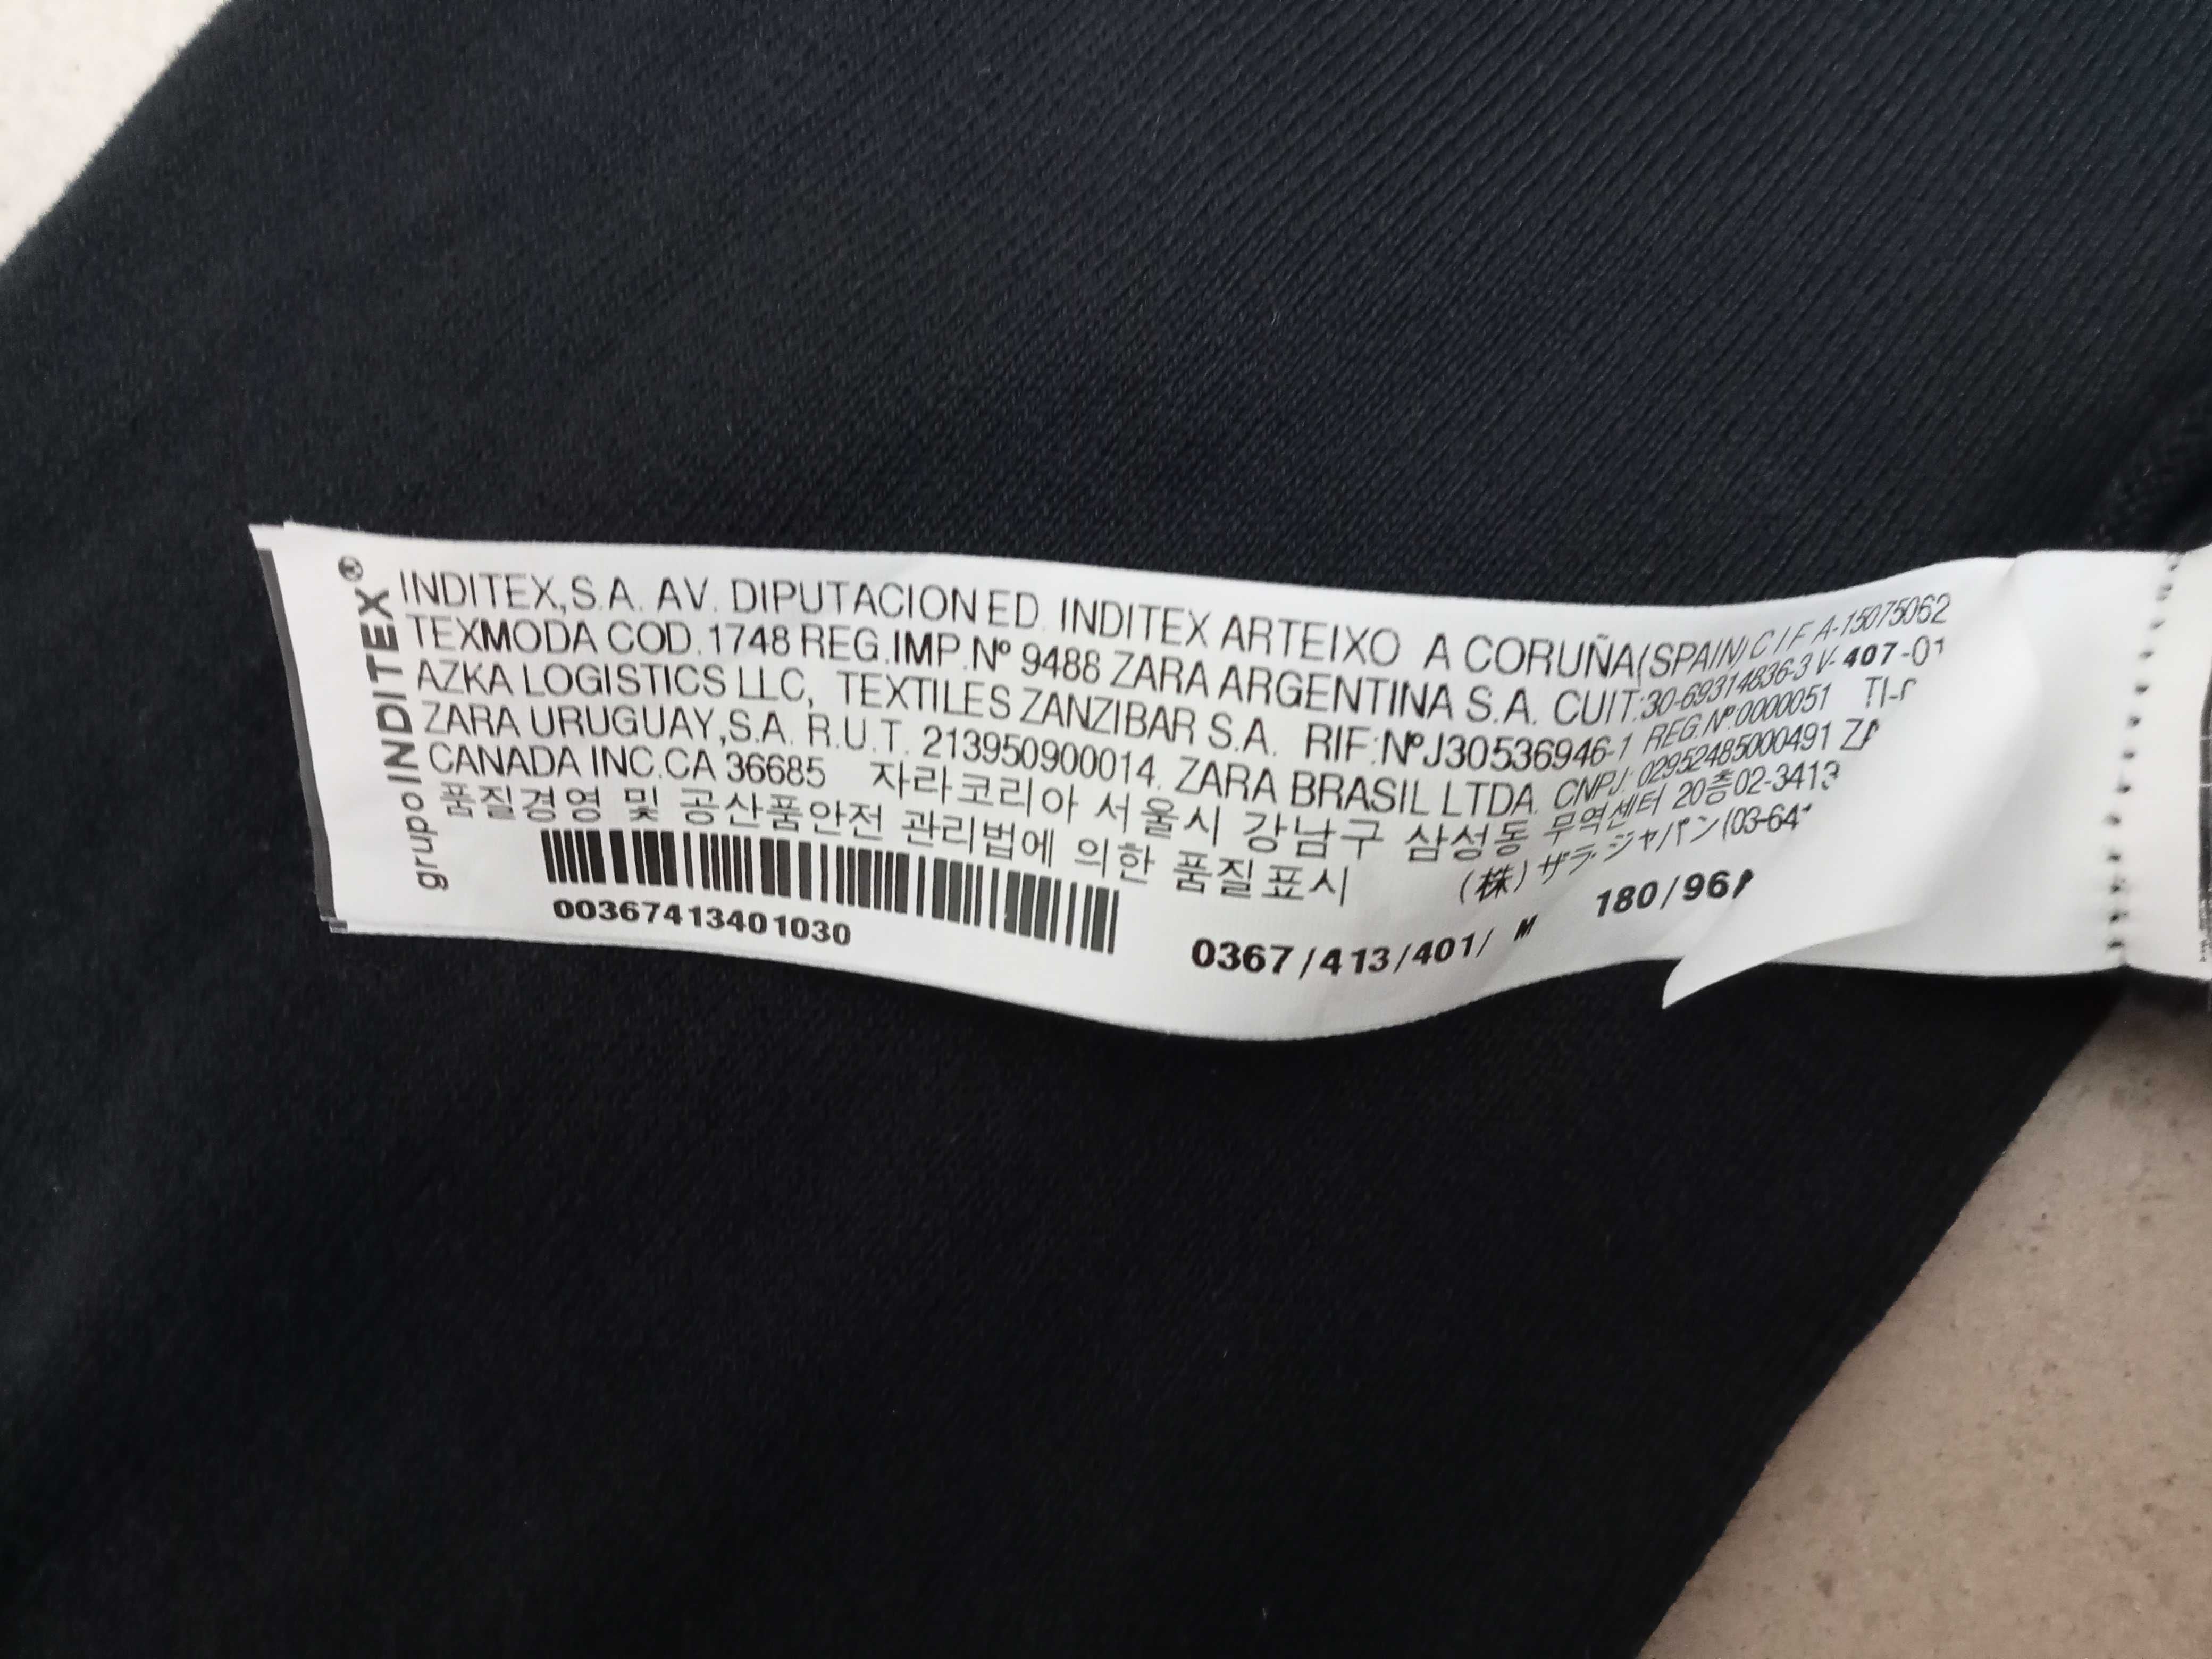 grupo INDITEX®
INDITEX,S.A. AV. DIPUTACION ED. INDITEX ARTEIXO A CORUÑA(SPAIN) C I F A-15075062
TEXMODA COD. 1748 REG.IMP.Nº 9488 ZARA ARGENTINA S.A. CUIT:30-69314836-3 V-407-01
AZKA LOGISTICS LLC, TEXTILES ZANZIBAR S.A. RIF:NºJ30536946-1 REG.Nº0000051
ZARA URUGUAY,S.A. R.U.T. 213950900014. ZARA BRASIL LTDA. CNPJ: 02952485000491
CANADA INC.CA 36685 자라코리아 서울시 강남구 삼성동 무역센터 20층02-3413
품질경영 및 공산품안전 관리법에 의한 품질표시 (株)ザラ・ジャパン(03-64
00367413401030 0367/413/401/ M 180/96